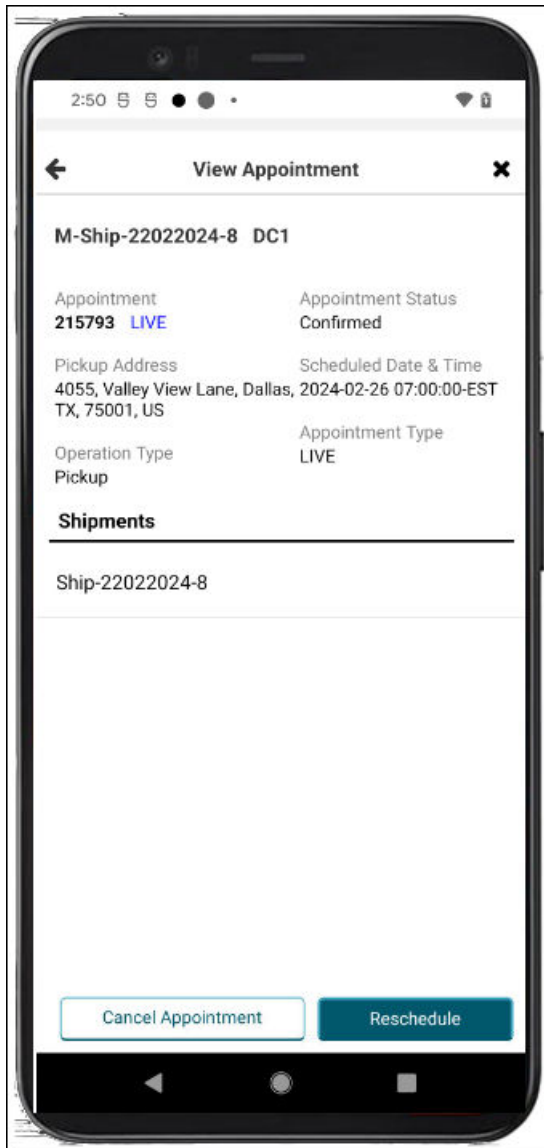 2:50
View Appointment
M-Ship-22022024-8 DC1
Appointment
215793 LIVE
Appointment Status
Confirmed
Pickup Address
4055, Valley View Lane, Dallas,
TX, 75001, US
Scheduled Date & Time
2024-02-26 07:00:00-EST
Operation Type
Pickup
Appointment Type
LIVE
Shipments
Ship-22022024-8
Cancel Appointment
Reschedule